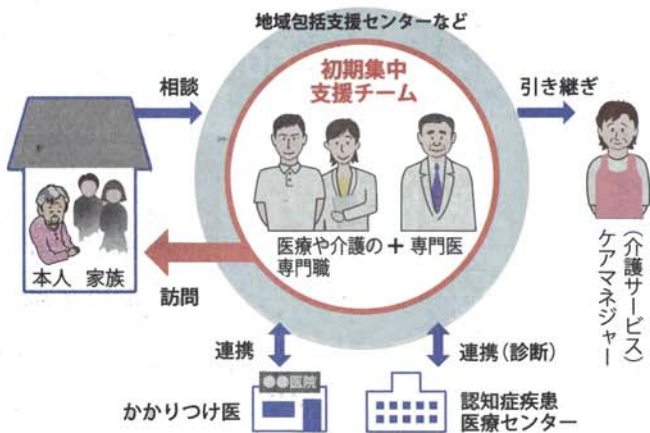 地域包括支援センターなど
初期集中
支援チーム
相談
引き継ぎ
医療や介護の
専門職
+
専門医
本人 家族
訪問
ケアマネジャー
(介護サービス)
連携
連携(診断)
●●医院
かかりつけ医
認知症疾患
医療センター